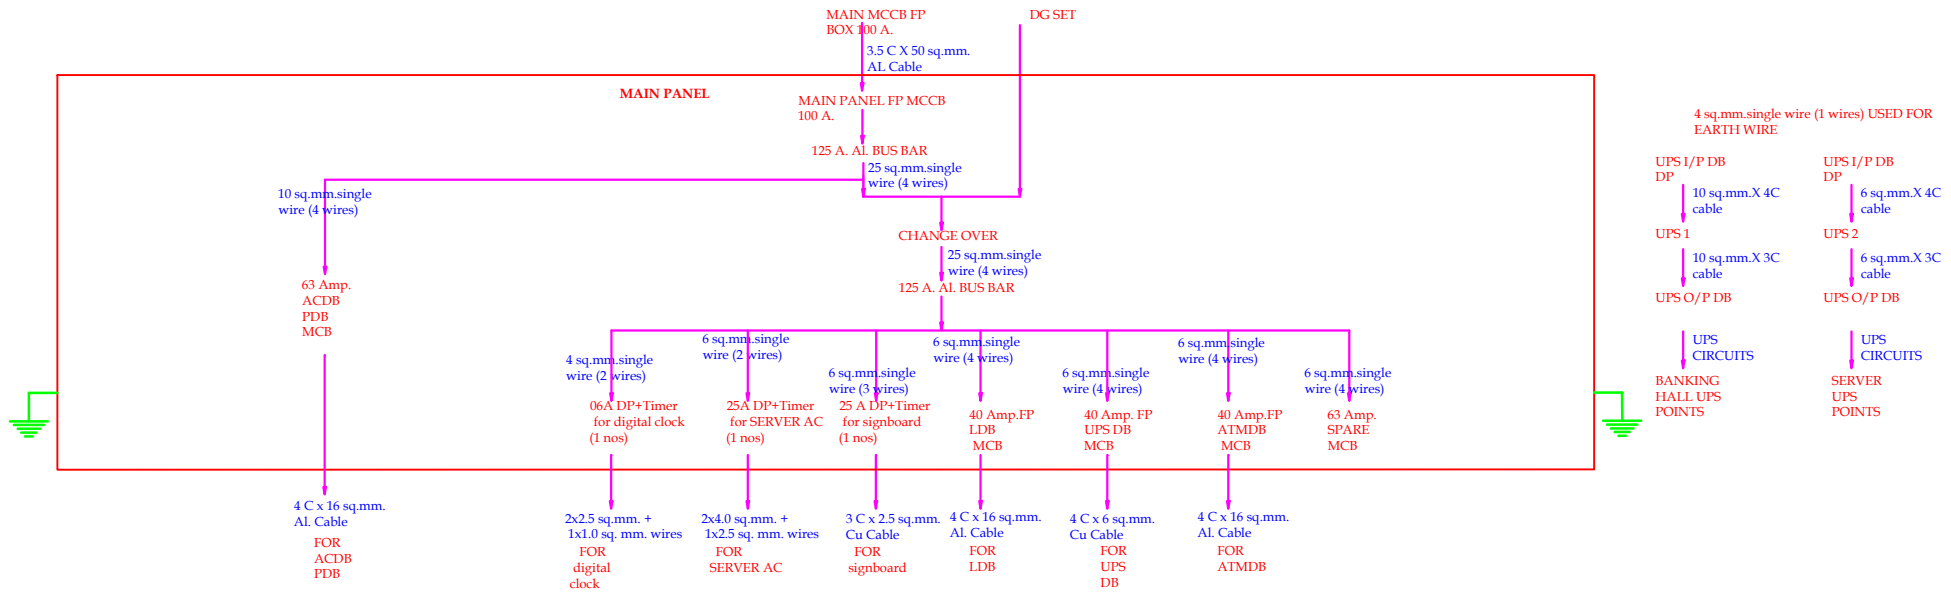 MAIN MCCB FP
BOX 100 A.
DG SET
3.5 C X 50 sq.mm.
AL Cable
MAIN PANEL
MAIN PANEL FP MCCB
100 A.
125 A. Al. BUS BAR
25 sq.mm.single
wire (4 wires)
10 sq.mm.single
wire (4 wires)
CHANGE OVER
25 sq.mm.single
wire (4 wires)
125 A. Al. BUS BAR
63 Amp.
ACDB
PDB
MCB
4 sq.mm.single
wire (2 wires)
6 sq.mm.single
wire (2 wires)
6 sq.mm.single
wire (3 wires)
6 sq.mm.single
wire (4 wires)
6 sq.mm.single
wire (4 wires)
6 sq.mm.single
wire (4 wires)
6 sq.mm.single
wire (4 wires)
06A DP+Timer
for digital clock
(1 nos)
25A DP+Timer
for SERVER AC
(1 nos)
25 A DP+Timer
for signboard
(1 nos)
40 Amp.FP
LDB
MCB
40 Amp. FP
UPS DB
MCB
40 Amp.FP
ATMDB
MCB
63 Amp.
SPARE
MCB
4 C x 16 sq.mm.
Al. Cable
FOR
ACDB
PDB
2x2.5 sq.mm. +
1x1.0 sq. mm. wires
FOR
digital
clock
2x4.0 sq.mm. +
1x2.5 sq. mm. wires
FOR
SERVER AC
3 C x 2.5 sq.mm.
Cu Cable
FOR
signboard
4 C x 16 sq.mm.
Al. Cable
FOR
LDB
4 C x 6 sq.mm.
Cu Cable
FOR
UPS
DB
4 C x 16 sq.mm.
Al. Cable
FOR
ATMDB
4 sq.mm.single wire (1 wires) USED FOR
EARTH WIRE
UPS I/P DB
DP
10 sq.mm.X 4C
cable
UPS 1
10 sq.mm.X 3C
cable
UPS O/P DB
UPS
CIRCUITS
BANKING
HALL UPS
POINTS
UPS I/P DB
DP
6 sq.mm.X 4C
cable
UPS 2
6 sq.mm.X 3C
cable
UPS O/P DB
UPS
CIRCUITS
SERVER
UPS
POINTS